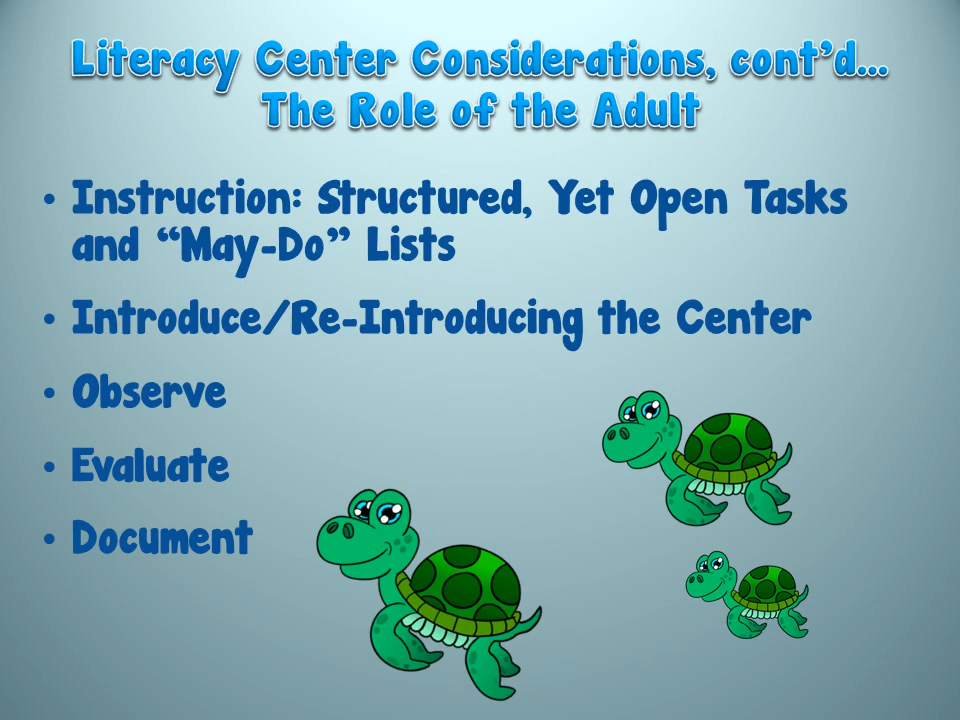 Literacy Center Considerations, cont’d...
The Role of the Adult
• Instruction: Structured, Yet Open Tasks
and “May-Do” Lists
• Introduce/Re-Introducing the Center
• Observe
• Evaluate
• Document